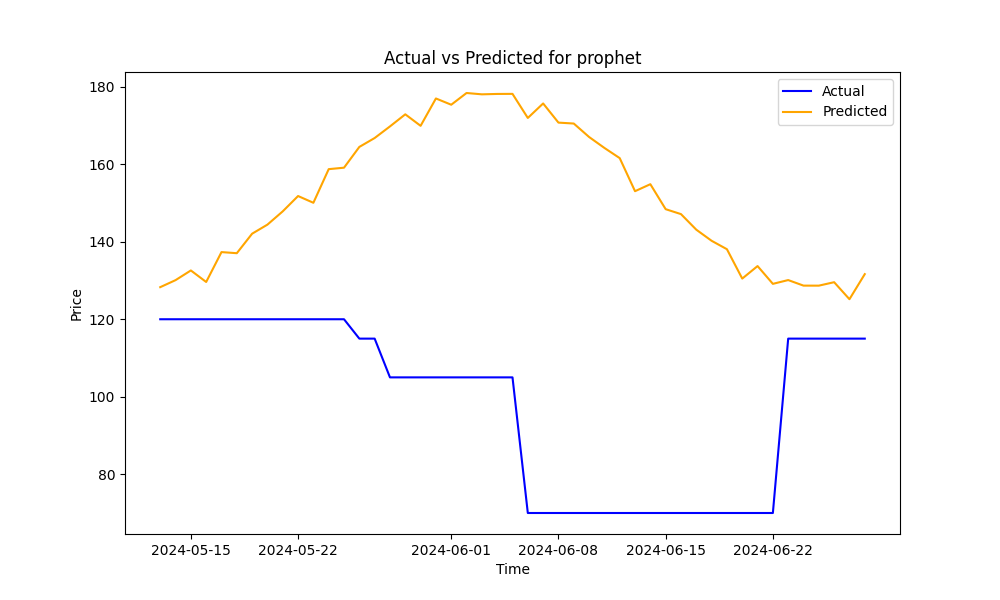 Actual vs Predicted for prophet
Actual
Predicted
180
160
140
120
100
80
Price
2024-05-15
2024-05-22
2024-06-01
2024-06-08
2024-06-15
2024-06-22
Time